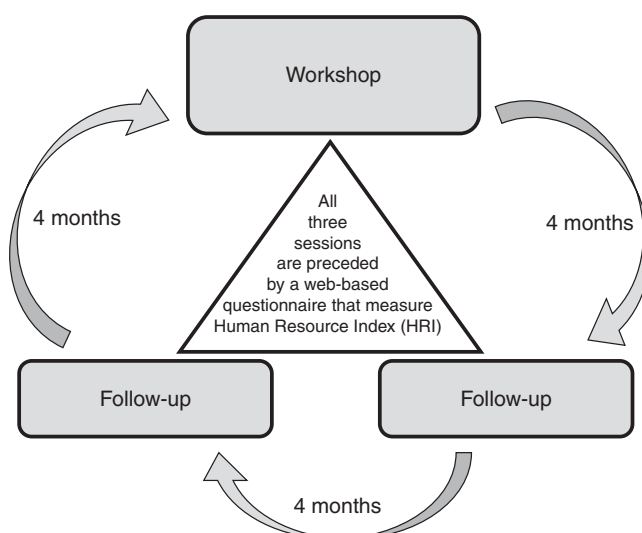 Workshop
4 months
4 months
All
three
sessions
are preceded
by a web-based
questionnaire that measure
Human Resource Index (HRI)
Follow-up
Follow-up
4 months